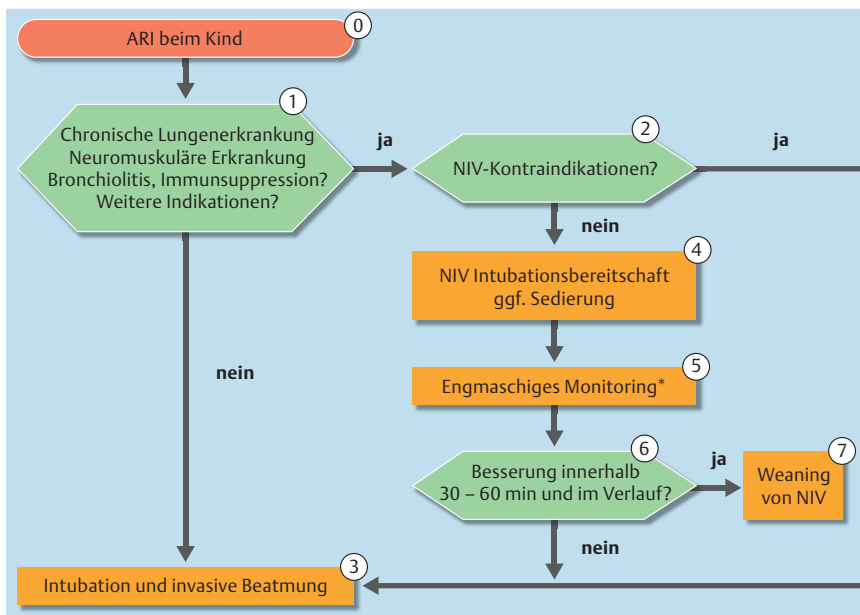 ARI beim Kind
0
1
Chronische Lungenerkrankung
Neuromuskuläre Erkrankung
Bronchiolitis, Immunsuppression?
Weitere Indikationen?
ja
2
NIV-Kontraindikationen?
ja
nein
4
NIV Intubationsbereitschaft
ggf. Sedierung
nein
5
Engmaschiges Monitoring*
6
Besserung innerhalb
30 – 60 min und im Verlauf?
ja
7
Weaning
von NIV
nein
3
Intubation und invasive Beatmung